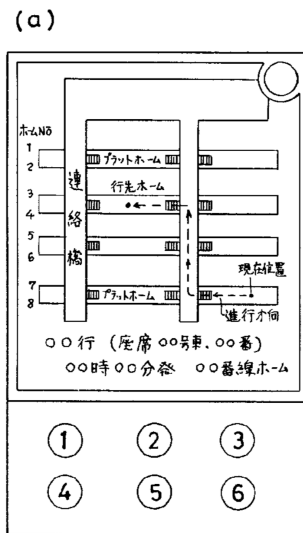 (a)
ホームNo
1
2
プラットホーム
3
4
行先ホーム
5
6
連絡橋
7
8
プラットホーム
現在位置
進行方向
○○行 (座席 ○○号車、○○番)
○○時○○分発 ○○番線ホーム
1 2 3
4 5 6